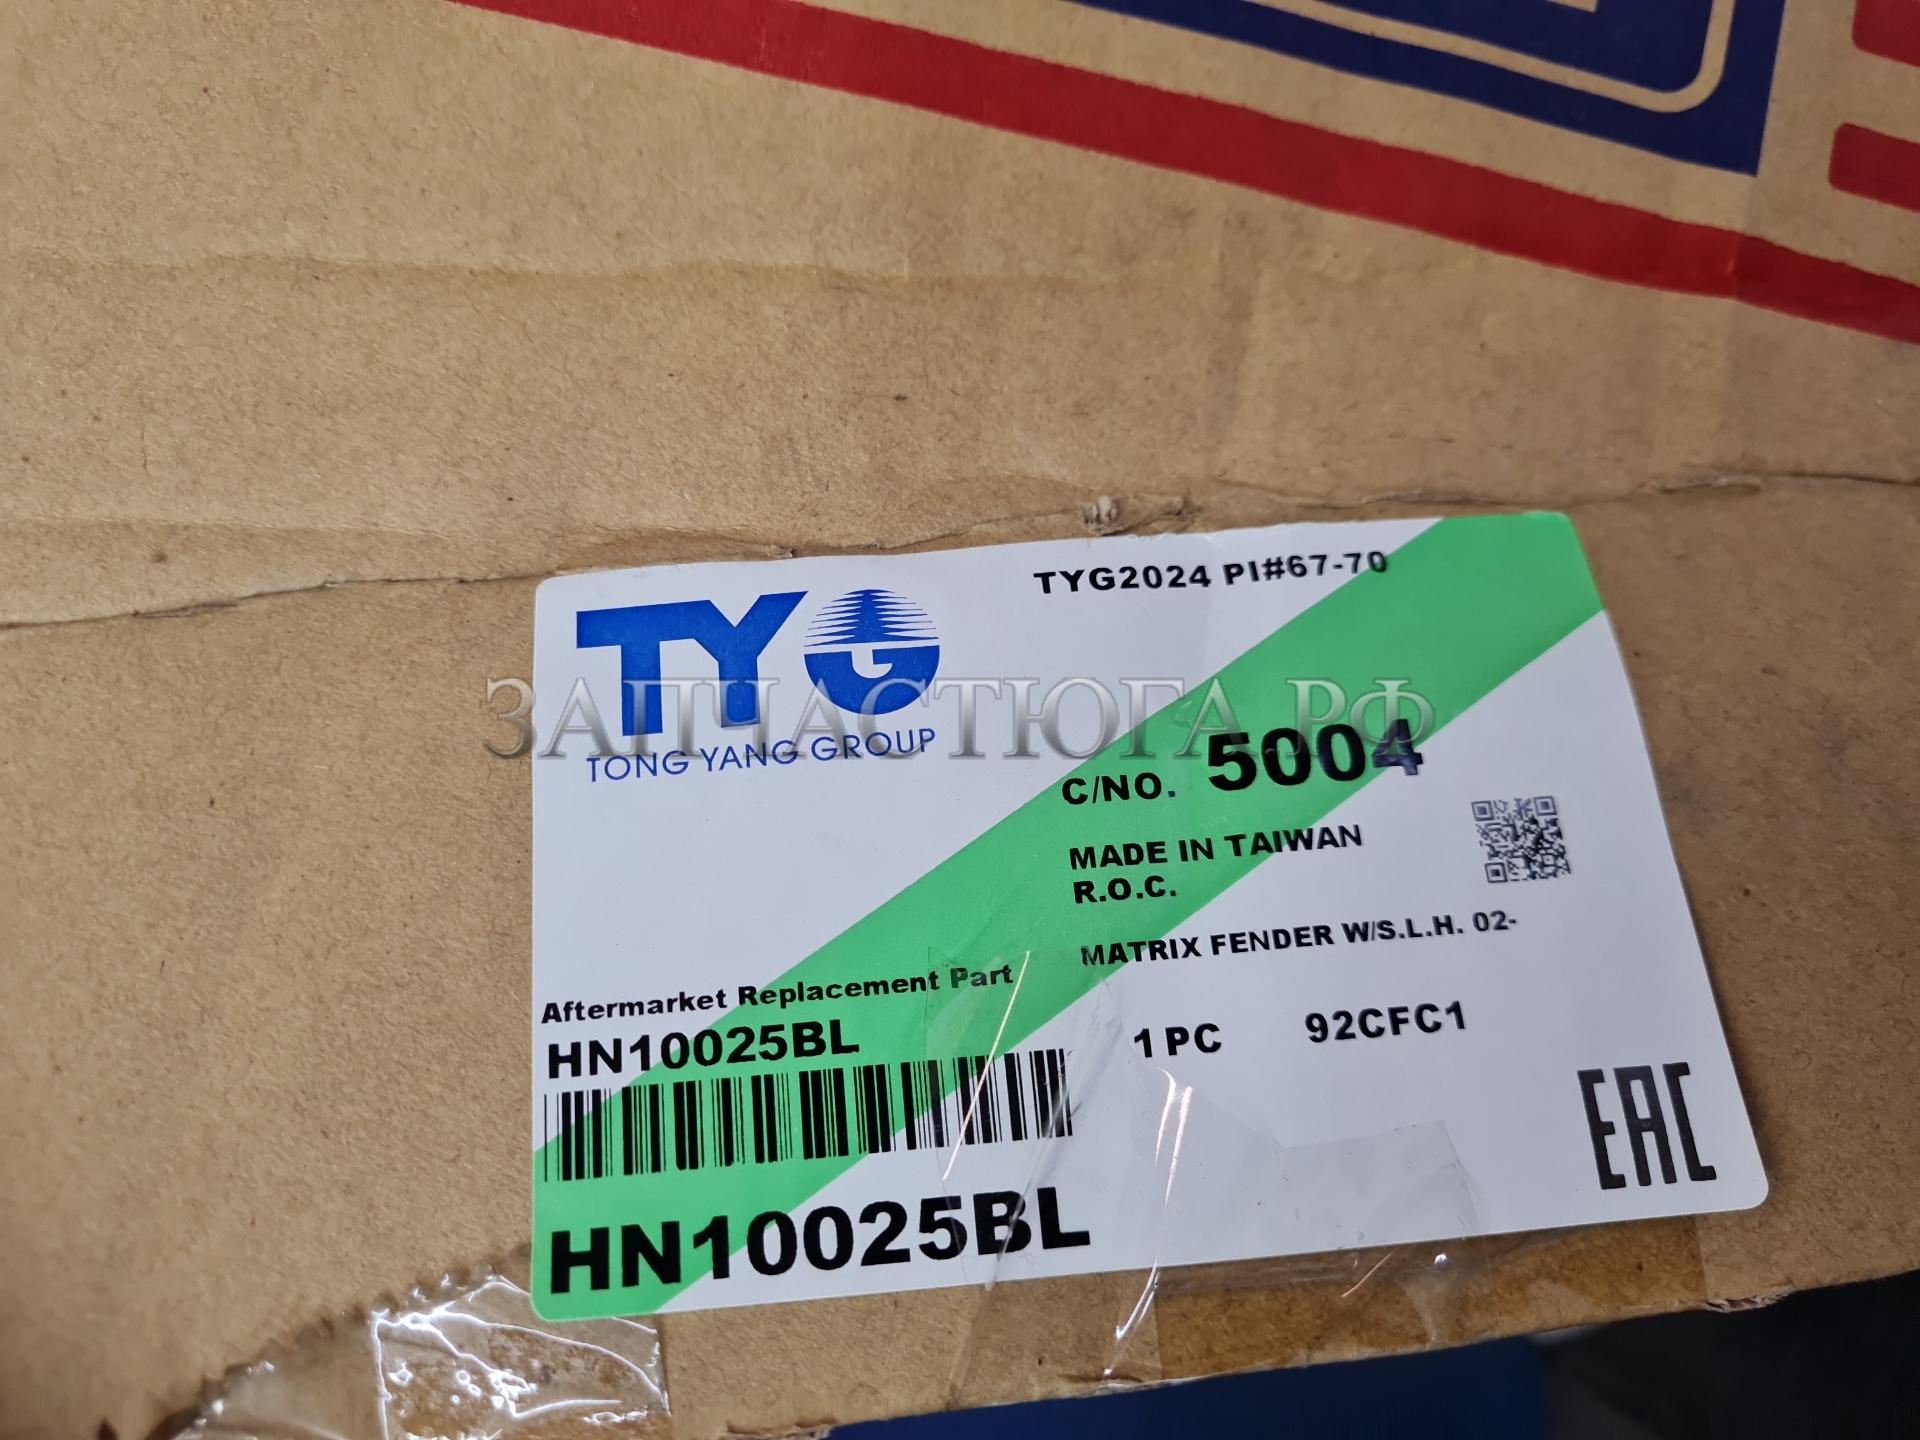 TYG2024 PI#67-70
TYG
TONG YANG GROUP
ЗАПЧАСТЮГА.РФ
C/NO. 5004
MADE IN TAIWAN
R.O.C.
MATRIX FENDER W/S.L.H. 02-
Aftermarket Replacement Part
HN10025BL
1 PC 92CFC1
EAC
HN10025BL